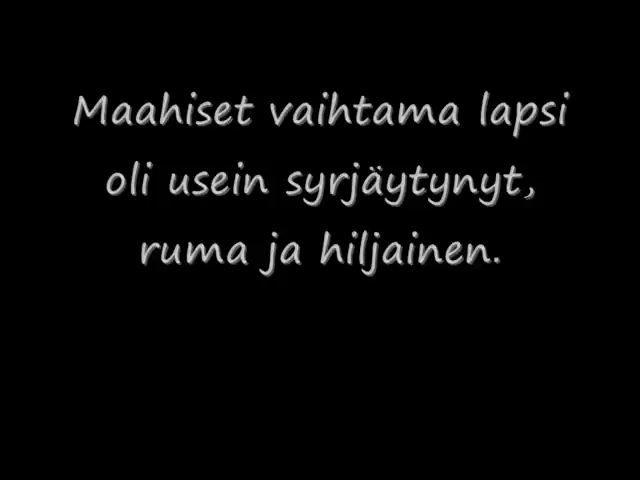 Maahiset vaihtama lapsi
oli usein syrjäytynyt,
ruma ja hiljainen.